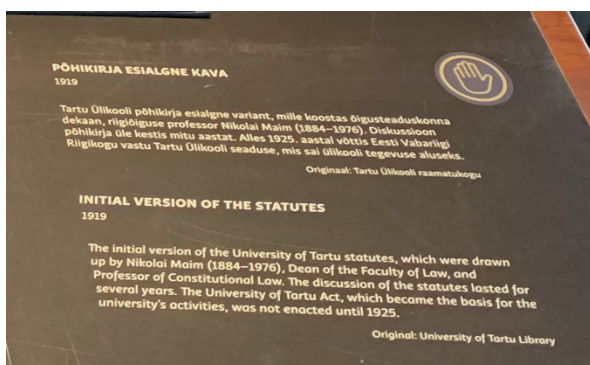 PÕHIKIRJA ESIALGNE KAVA
1919
Tartu Ülikooli põhikirja esialgne variant, mille koostas õigusteaduskonna
dekaan, riigiõiguse professor Nikolai Maim (1884–1976). Diskussioon
põhikirja üle kestis mitu aastat. Alles 1925. aastal võttis Eesti Vabariigi
Riigikogu vastu Tartu Ülikooli seaduse, mis sai ülikooli tegevuse aluseks.
Originaal: Tartu Ülikooli raamatukogu
INITIAL VERSION OF THE STATUTES
1919
The initial version of the University of Tartu statutes, which were drawn
up by Nikolai Maim (1884–1976), Dean of the Faculty of Law, and
Professor of Constitutional Law. The discussion of the statutes lasted for
several years. The University of Tartu Act, which became the basis for the
university's activities, was not enacted until 1925.
Original: University of Tartu Library